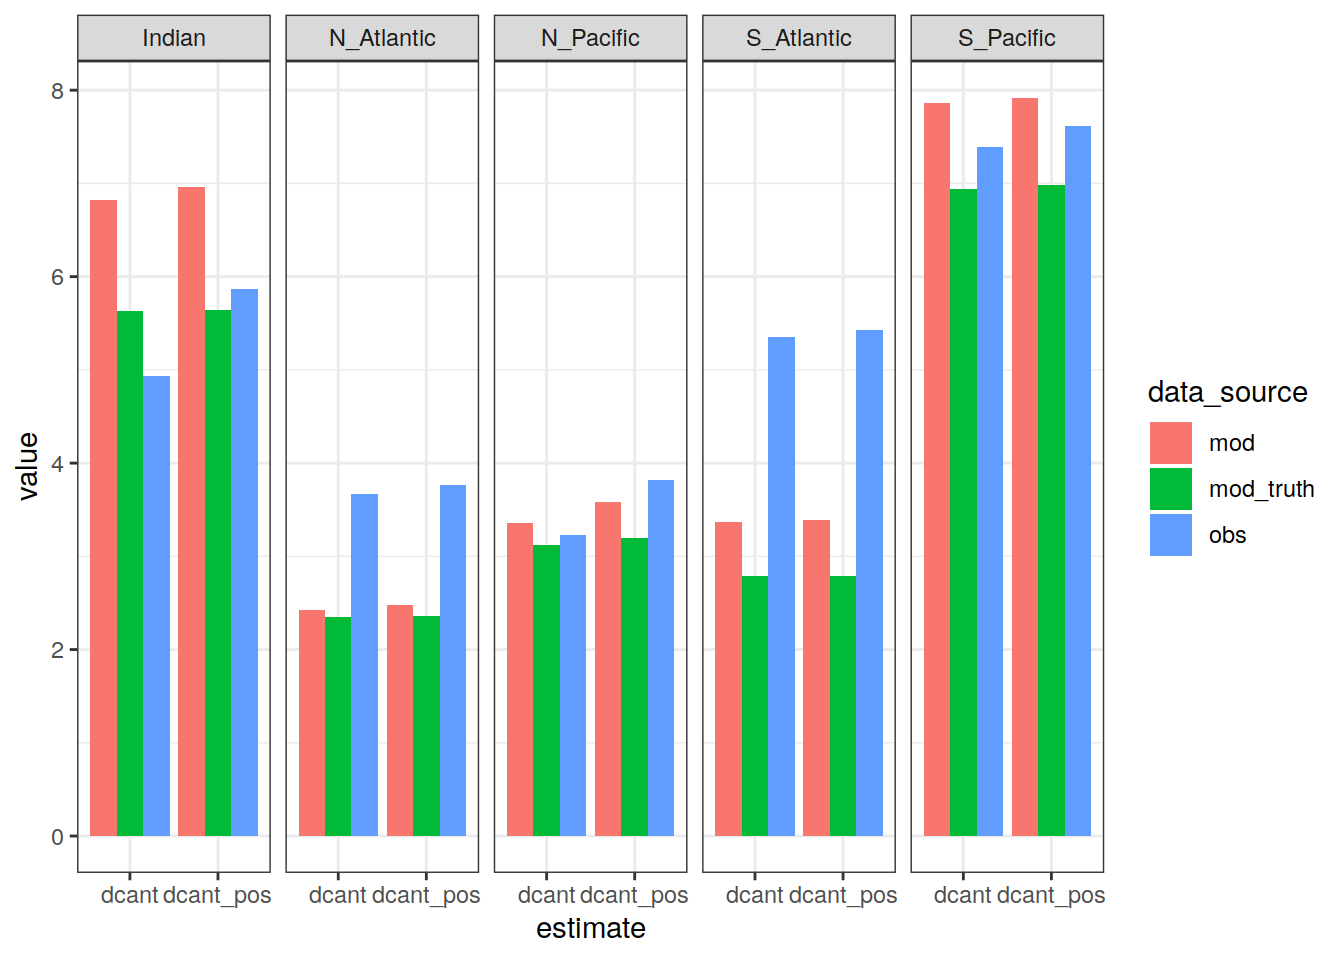 Indian N_Atlantic N_Pacific S_Atlantic S_Pacific
8
6
4
2
0
value
dcant dcant_pos dcant dcant_pos dcant dcant_pos dcant dcant_pos dcant dcant_pos
estimate
data_source
mod
mod_truth
obs